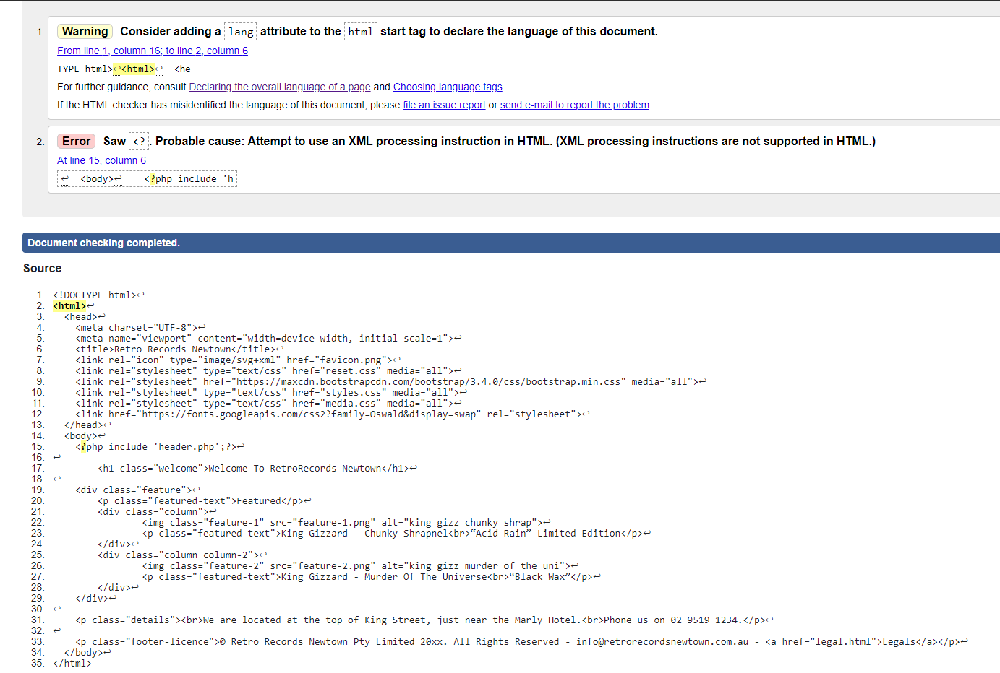 1. Warning Consider adding a lang attribute to the html start tag to declare the language of this document.
From line 1, column 16; to line 2, column 6
TYPE html>↩<html>↩  <he
For further guidance, consult Declaring the overall language of a page and Choosing language tags.
If the HTML checker has misidentified the language of this document, please file an issue report or send e-mail to report the problem.
2. Error Saw <?. Probable cause: Attempt to use an XML processing instruction in HTML. (XML processing instructions are not supported in HTML.)
At line 15, column 6
↩  <body>↩    <?php include 'h
Document checking completed.
Source
1. <!DOCTYPE html>↩
2. <html>↩
3.   <head>↩
4.     <meta charset="UTF-8">↩
5.     <meta name="viewport" content="width=device-width, initial-scale=1">↩
6.     <title>Retro Records Newtown</title>↩
7.     <link rel="icon" type="image/svg+xml" href="favicon.png">↩
8.     <link rel="stylesheet" type="text/css" href="reset.css" media="all">↩
9.     <link rel="stylesheet" href="https://maxcdn.bootstrapcdn.com/bootstrap/3.4.0/css/bootstrap.min.css" media="all">↩
10.     <link rel="stylesheet" type="text/css" href="styles.css" media="all">↩
11.     <link rel="stylesheet" type="text/css" href="media.css" media="all">↩
12.     <link href="https://fonts.googleapis.com/css2?family=Oswald&display=swap" rel="stylesheet">↩
13.   </head>↩
14.   <body>↩
15.     <?php include 'header.php';?>↩
16. ↩
17.         <h1 class="welcome">Welcome To RetroRecords Newtown</h1>↩
18. ↩
19.     <div class="feature">↩
20.         <p class="featured-text">Featured</p>↩
21.         <div class="column">↩
22.                 <img class="feature-1" src="feature-1.png" alt="king gizz chunky shrap">↩
23.                 <p class="featured-text">King Gizzard - Chunky Shrapnel<br>“Acid Rain” Limited Edition</p>↩
24.         </div>↩
25.         <div class="column column-2">↩
26.                 <img class="feature-2" src="feature-2.png" alt="king gizz murder of the uni">↩
27.                 <p class="featured-text">King Gizzard - Murder Of The Universe<br>“Black Wax”</p>↩
28.         </div>↩
29.     </div>↩
30. ↩
31.     <p class="details"><br>We are located at the top of King Street, just near the Marly Hotel.<br>Phone us on 02 9519 1234.</p>↩
32. ↩
33.     <p class="footer-licence">© Retro Records Newtown Pty Limited 20xx. All Rights Reserved - info@retrorecordsnewtown.com.au - <a href="legal.html">Legals</a></p>↩
34.   </body>↩
35. </html>